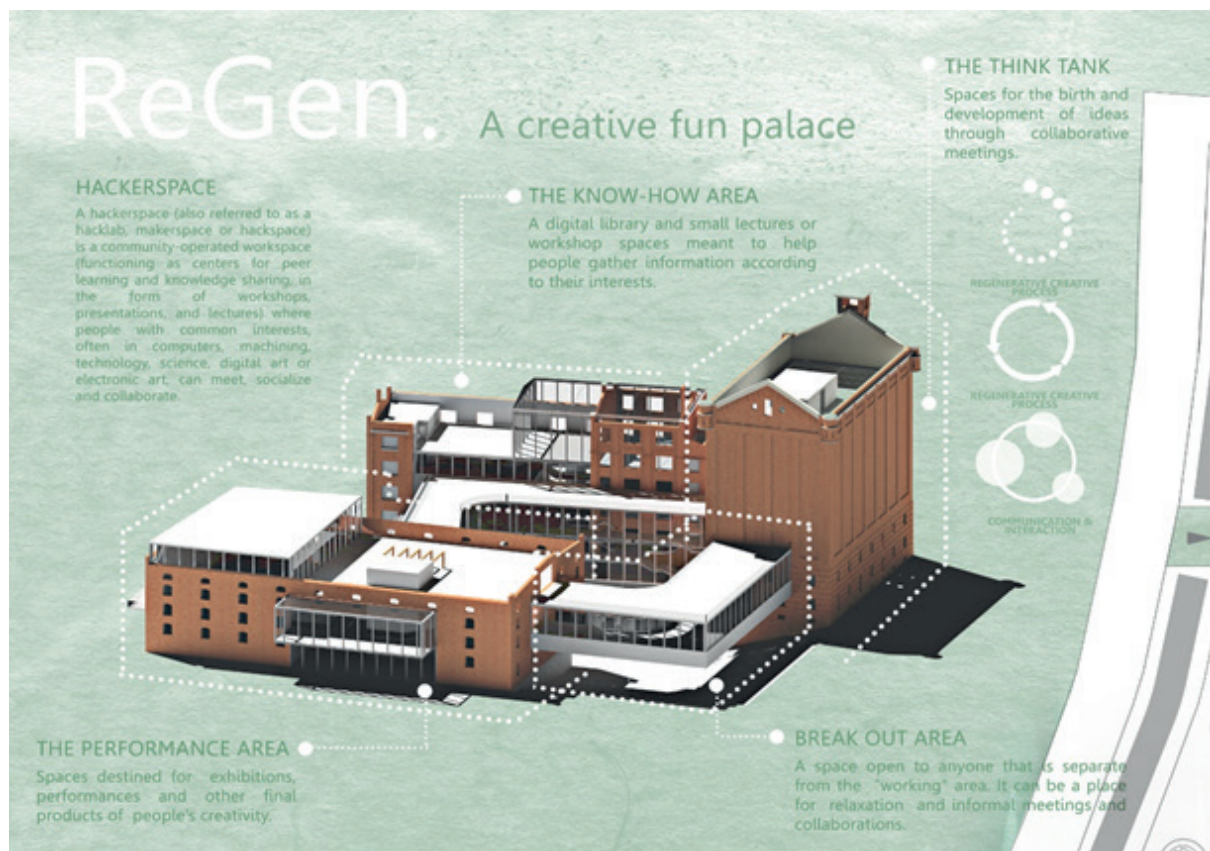 ReGen.
A creative fun palace
HACKERSPACE
A hackerspace (also referred to as a
hacklab, makerspace or hackspace)
is a community-operated workspace
(functioning as centers for peer
learning and knowledge sharing, in
the form of workshops,
presentations, and lectures) where
people with common interests,
often in computers, machining,
technology, science, digital art or
electronic art, can meet, socialize
and collaborate.
THE KNOW-HOW AREA
A digital library and small lectures or
workshop spaces meant to help
people gather information according
to their interests.
THE THINK TANK
Spaces for the birth and
development of ideas
through collaborative
meetings.
REGENERATIVE CREATIVE
PROCESS
REGENERATIVE CREATIVE
PROCESS
COMMUNICATION &
INTERACTION
THE PERFORMANCE AREA
Spaces destined for exhibitions,
performances and other final
products of people's creativity.
BREAK OUT AREA
A space open to anyone that is separate
from the "working" area. It can be a place
for relaxation and informal meetings and
collaborations.